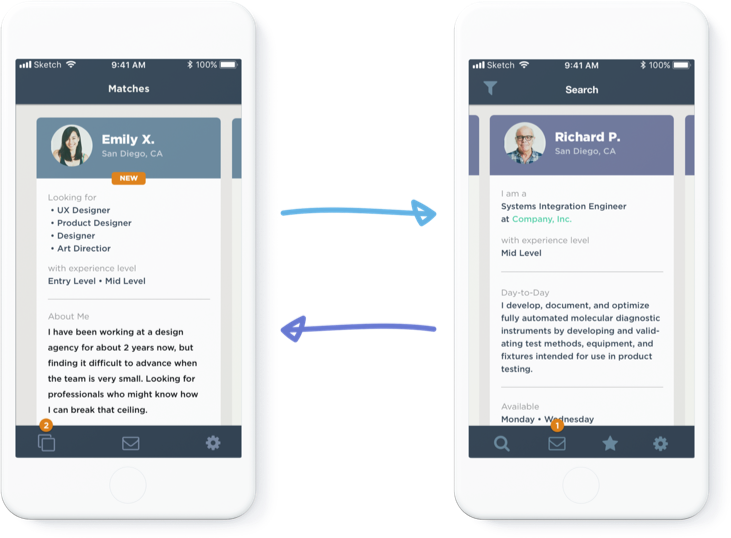 Sketch 9:41 AM 100%
Matches
Emily X.
San Diego, CA
NEW
Looking for
• UX Designer
• Product Designer
• Designer
• Art Directior
with experience level
Entry Level • Mid Level
About Me
I have been working at a design
agency for about 2 years now, but
finding it difficult to advance when
the team is very small. Looking for
professionals who might know how
I can break that ceiling.
2
Sketch 9:41 AM 100%
Search
Richard P.
San Diego, CA
I am a
Systems Integration Engineer
at Company, Inc.
with experience level
Mid Level
Day-to-Day
I develop, document, and optimize
fully automated molecular diagnostic
instruments by developing and valid-
ating test methods, equipment, and
fixtures intended for use in product
testing.
Available
Monday • Wednesday
1